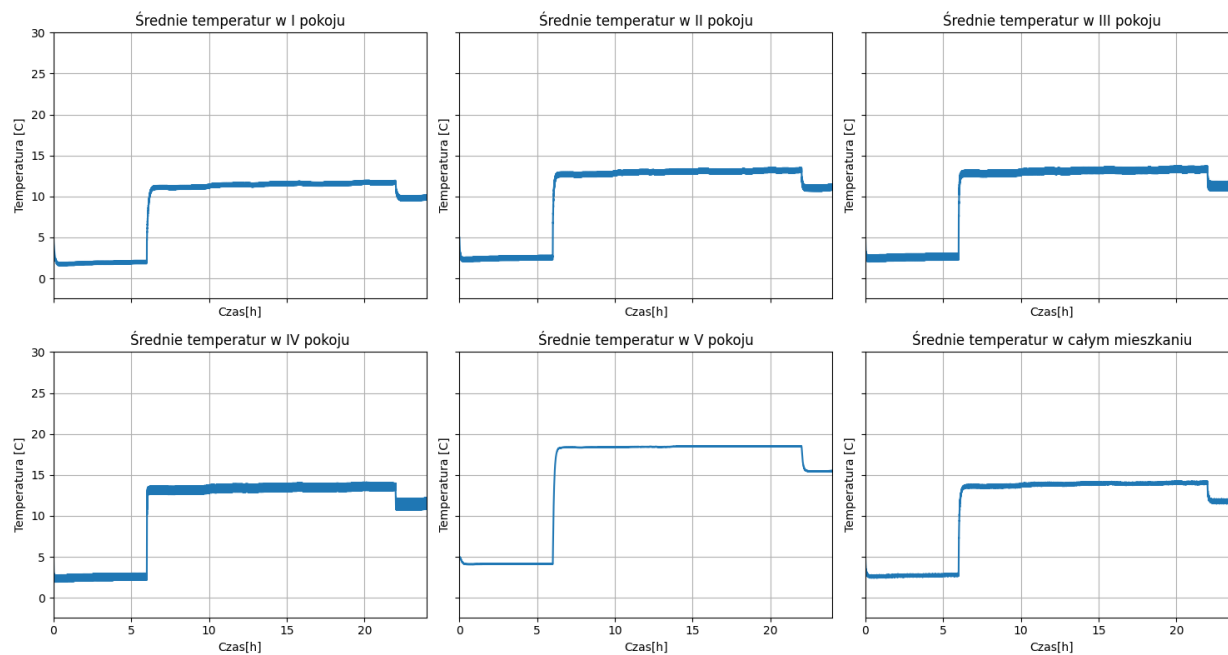 Średnie temperatur w I pokoju
Średnie temperatur w II pokoju
Średnie temperatur w III pokoju
30
25
20
15
10
5
0
Temperatura [C]
Temperatura [C]
Temperatura [C]
Czas[h]
Czas[h]
Czas[h]
Średnie temperatur w IV pokoju
Średnie temperatur w V pokoju
Średnie temperatur w całym mieszkaniu
30
25
20
15
10
5
0
Temperatura [C]
Temperatura [C]
Temperatura [C]
0 5 10 15 20
0 5 10 15 20
0 5 10 15 20
Czas[h]
Czas[h]
Czas[h]